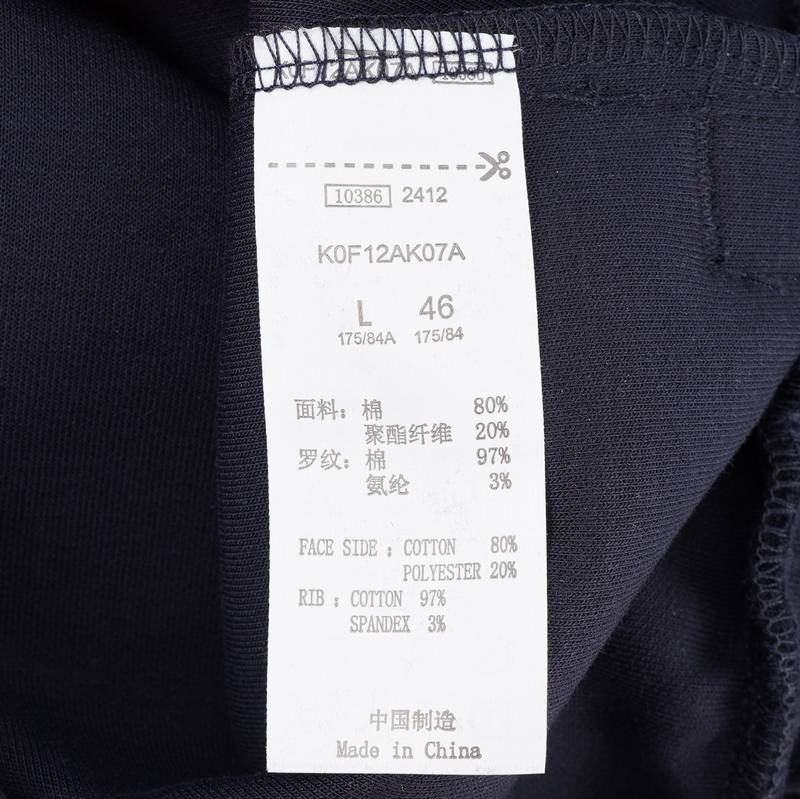 K0F12AK07A 10386
10386 2412
K0F12AK07A
L 46
175/84A 175/84
面料：棉 80%
聚酯纤维 20%
罗纹：棉 97%
氨纶 3%
FACE SIDE : COTTON 80%
POLYESTER 20%
RIB : COTTON 97%
SPANDEX 3%
中国制造
Made in China